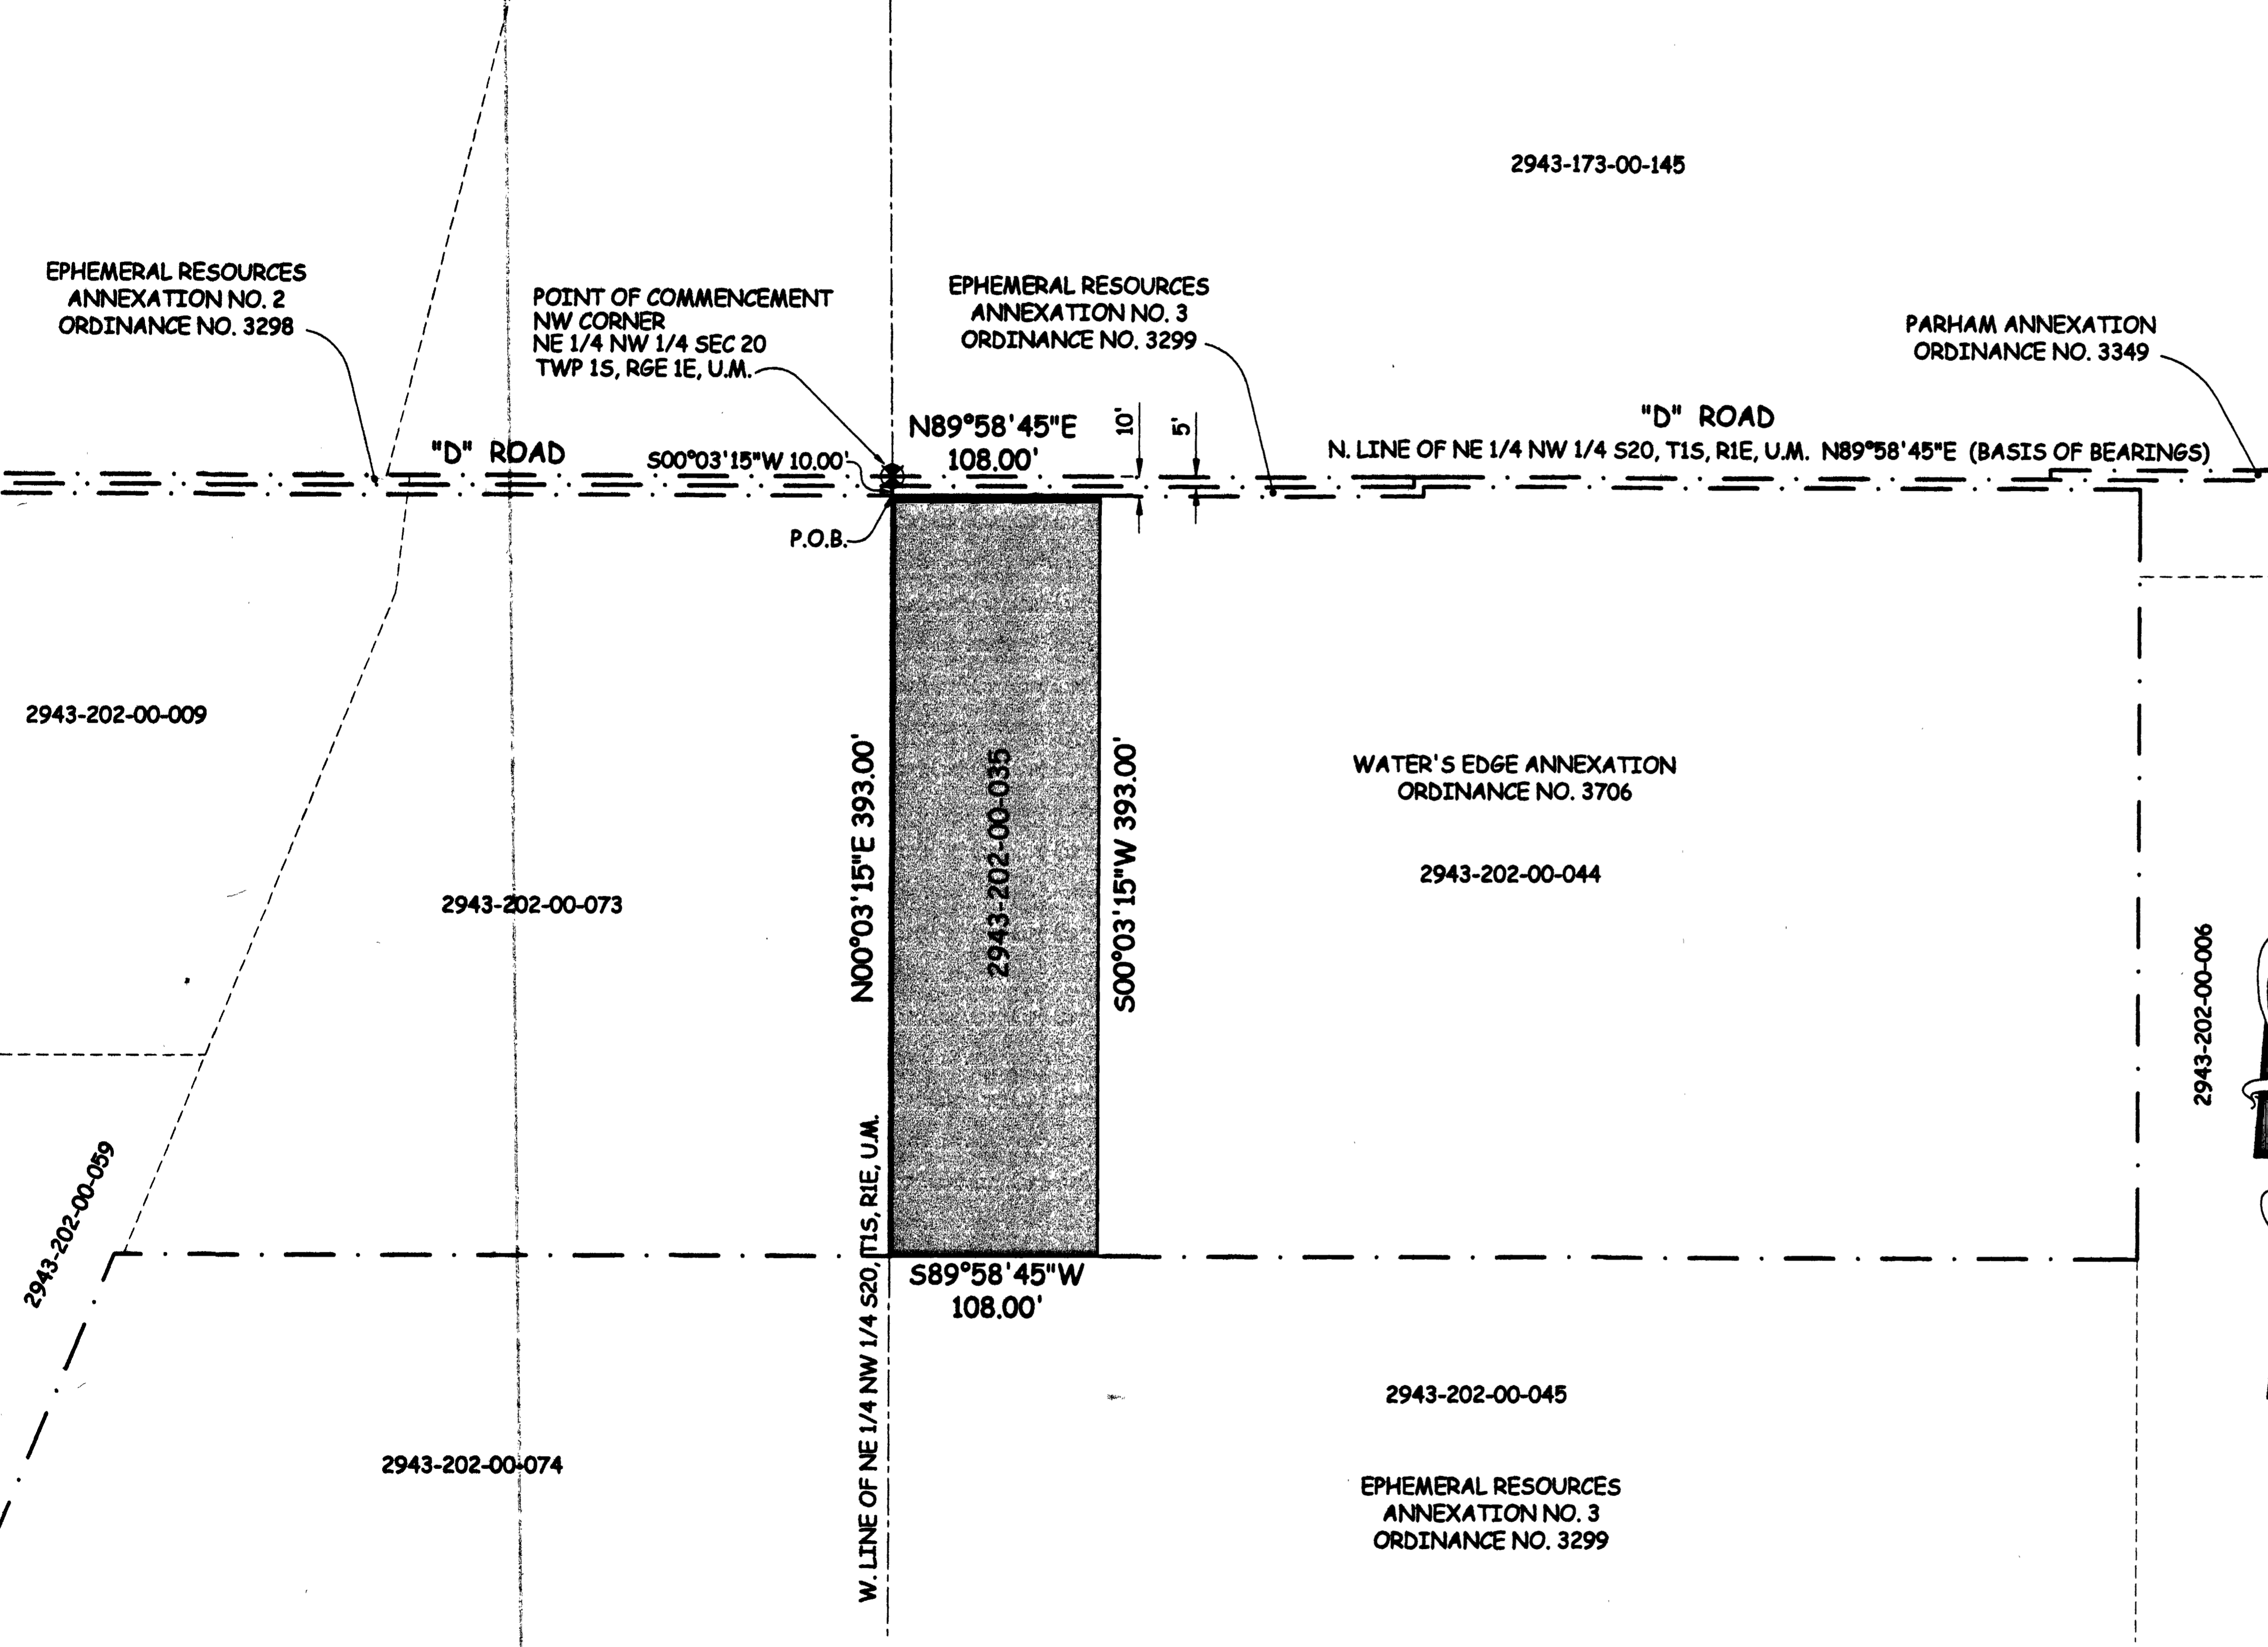 2943-173-00-145
EPHEMERAL RESOURCES
ANNEXATION NO. 2
ORDINANCE NO. 3298
POINT OF COMMENCEMENT
NW CORNER
NE 1/4 NW 1/4 SEC 20
TWP 1S, RGE 1E, U.M.
EPHEMERAL RESOURCES
ANNEXATION NO. 3
ORDINANCE NO. 3299
PARHAM ANNEXATION
ORDINANCE NO. 3349
"D" ROAD
S00°03'15"W 10.00'
N89°58'45"E
108.00'
10'
5'
"D" ROAD
N. LINE OF NE 1/4 NW 1/4 S20, T1S, R1E, U.M. N89°58'45"E (BASIS OF BEARINGS)
P.O.B.
2943-202-00-009
2943-202-00-073
N00°03'15"E 393.00'
2943-202-00-035
S00°03'15"W 393.00'
WATER'S EDGE ANNEXATION
ORDINANCE NO. 3706
2943-202-00-044
2943-202-00-006
2943-202-00-059
W. LINE OF NE 1/4 NW 1/4 S20, T1S, R1E, U.M.
S89°58'45"W
108.00'
2943-202-00-074
2943-202-00-045
EPHEMERAL RESOURCES
ANNEXATION NO. 3
ORDINANCE NO. 3299